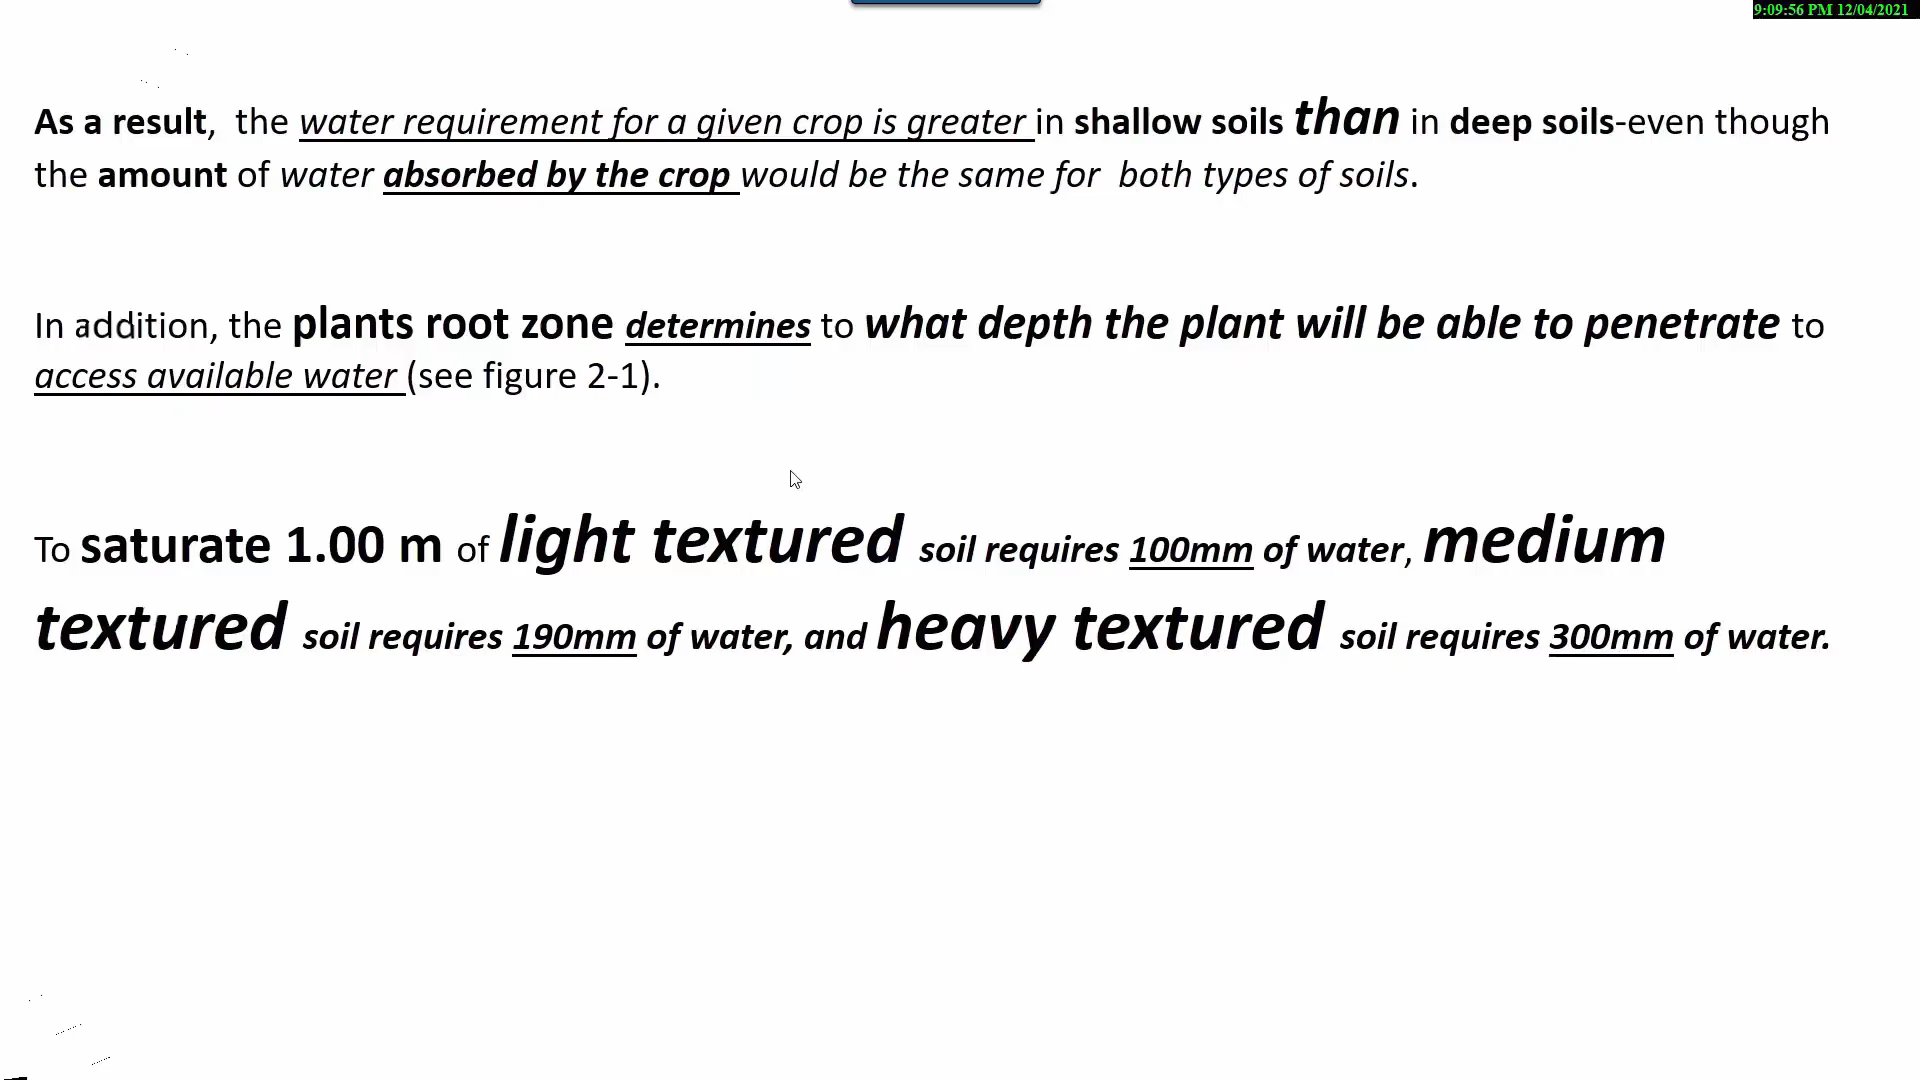 9:09:56 PM 12/04/2021
As a result, the water requirement for a given crop is greater in shallow soils than in deep soils-even though
the amount of water absorbed by the crop would be the same for both types of soils.
In addition, the plants root zone determines to what depth the plant will be able to penetrate to
access available water (see figure 2-1).
To saturate 1.00 m of light textured soil requires 100mm of water, medium
textured soil requires 190mm of water, and heavy textured soil requires 300mm of water.